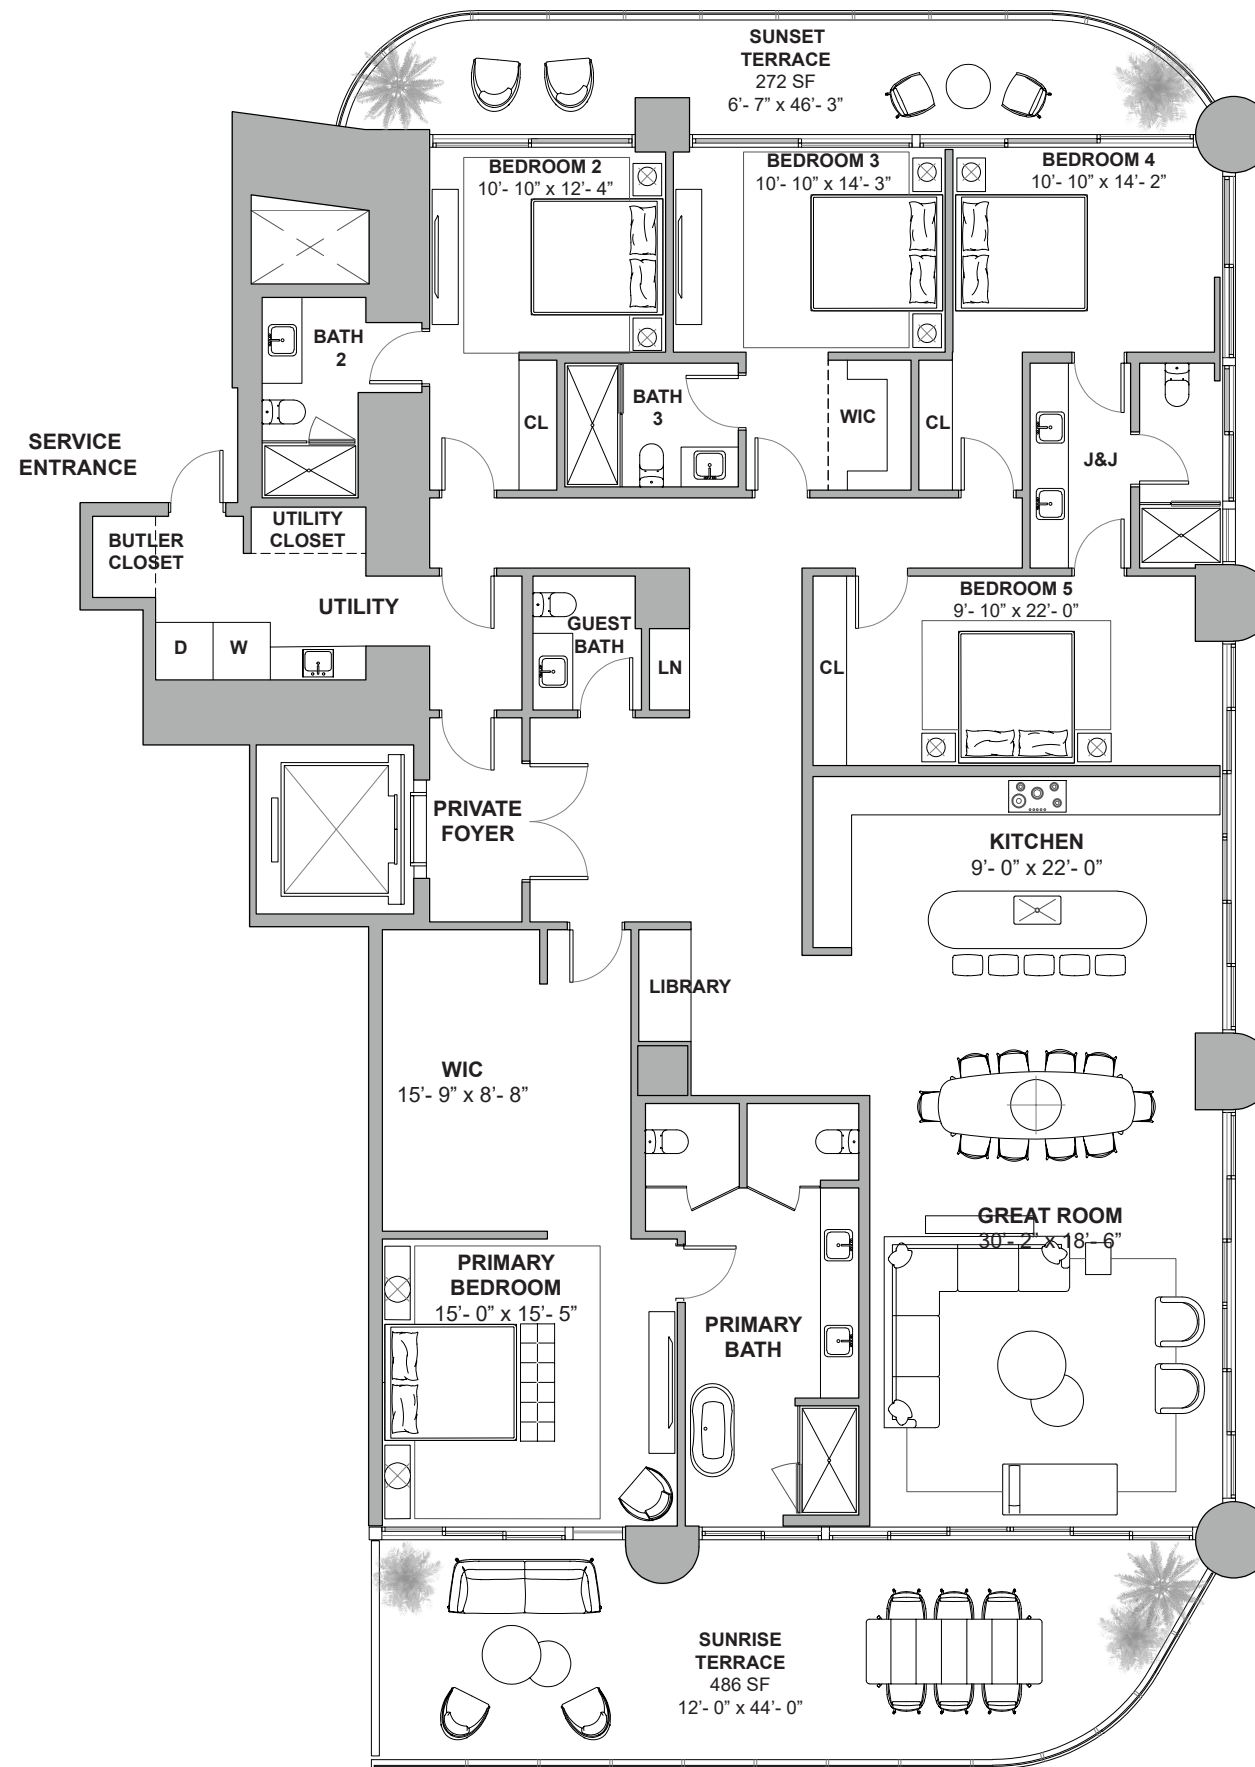 SUNSET
TERRACE
272 SF
6'- 7" x 46'- 3"
BEDROOM 2
10'- 10" x 12'- 4"
BEDROOM 3
10'- 10" x 14'- 3"
BEDROOM 4
10'- 10" x 14'- 2"
BATH
2
CL
BATH
3
WIC
CL
J&J
SERVICE
ENTRANCE
BUTLER
CLOSET
UTILITY
CLOSET
UTILITY
D
W
GUEST
BATH
LN
BEDROOM 5
9'- 10" x 22'- 0"
CL
PRIVATE
FOYER
KITCHEN
9'- 0" x 22'- 0"
LIBRARY
WIC
15'- 9" x 8'- 8"
GREAT ROOM
30'- 2" x 18'- 6"
PRIMARY
BEDROOM
15'- 0" x 15'- 5"
PRIMARY
BATH
SUNRISE
TERRACE
486 SF
12'- 0" x 44'- 0"